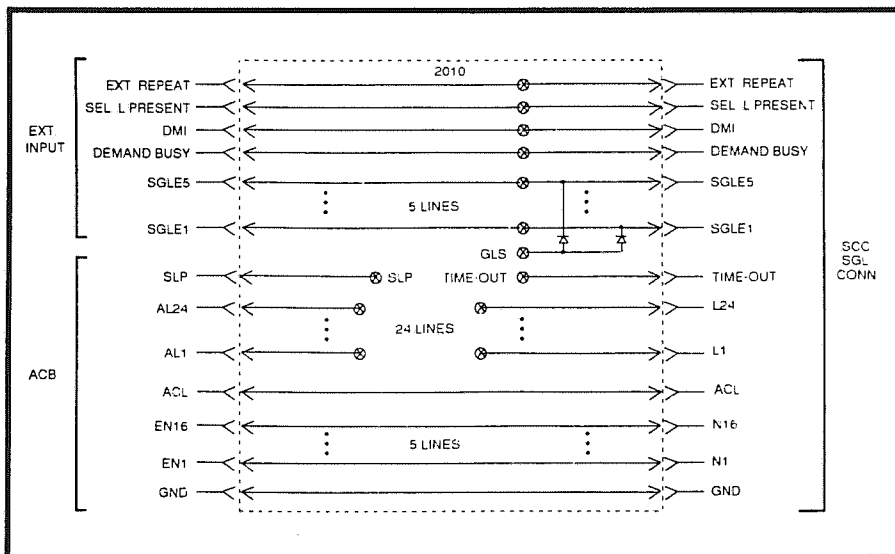 2010
EXT REPEAT EXT REPEAT
SEL L PRESENT SEL L PRESENT
DMI DMI
EXT. INPUT
DEMAND BUSY DEMAND BUSY
SGLE5 SGLE5
5 LINES
SGLE1 SGLE1
GLS
SCC SGL CONN
SLP SLP TIME-OUT TIME-OUT
AL24 L24
24 LINES
AL1 L1
ACB
ACL ACL
EN16 N16
5 LINES
EN1 N1
GND GND